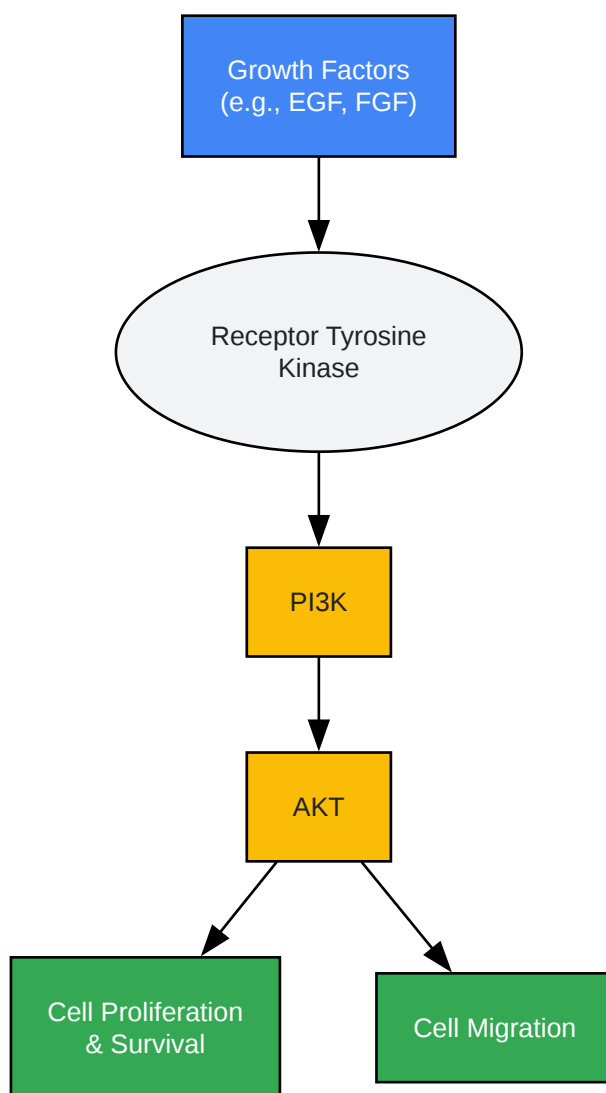 Growth Factors
(e.g., EGF, FGF)
Receptor Tyrosine
Kinase
PI3K
AKT
Cell Proliferation
& Survival
Cell Migration